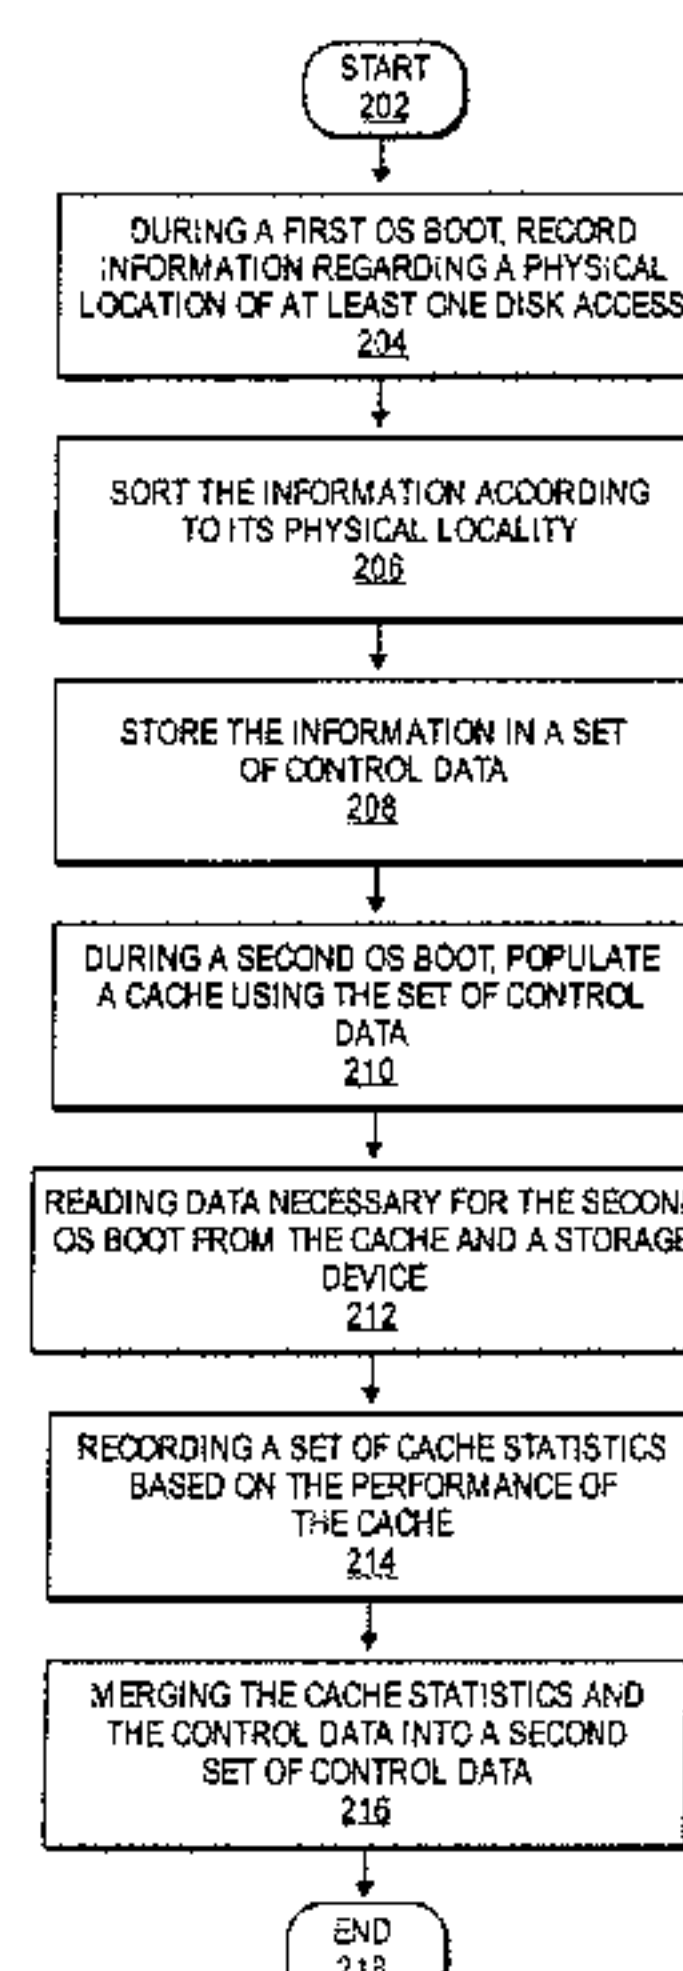 START
202
DURING A FIRST OS BOOT, RECORD
INFORMATION REGARDING A PHYSICAL
LOCATION OF AT LEAST ONE DISK ACCESS
204
SORT THE INFORMATION ACCORDING
TO ITS PHYSICAL LOCALITY
206
STORE THE INFORMATION IN A SET
OF CONTROL DATA
208
DURING A SECOND OS BOOT, POPULATE
A CACHE USING THE SET OF CONTROL
DATA
210
READING DATA NECESSARY FOR THE SECON
OS BOOT FROM THE CACHE AND A STORAGE
DEVICE
212
RECORDING A SET OF CACHE STATISTICS
BASED ON THE PERFORMANCE OF
THE CACHE
214
MERGING THE CACHE STATISTICS AND
THE CONTROL DATA INTO A SECOND
SET OF CONTROL DATA
216
END
218